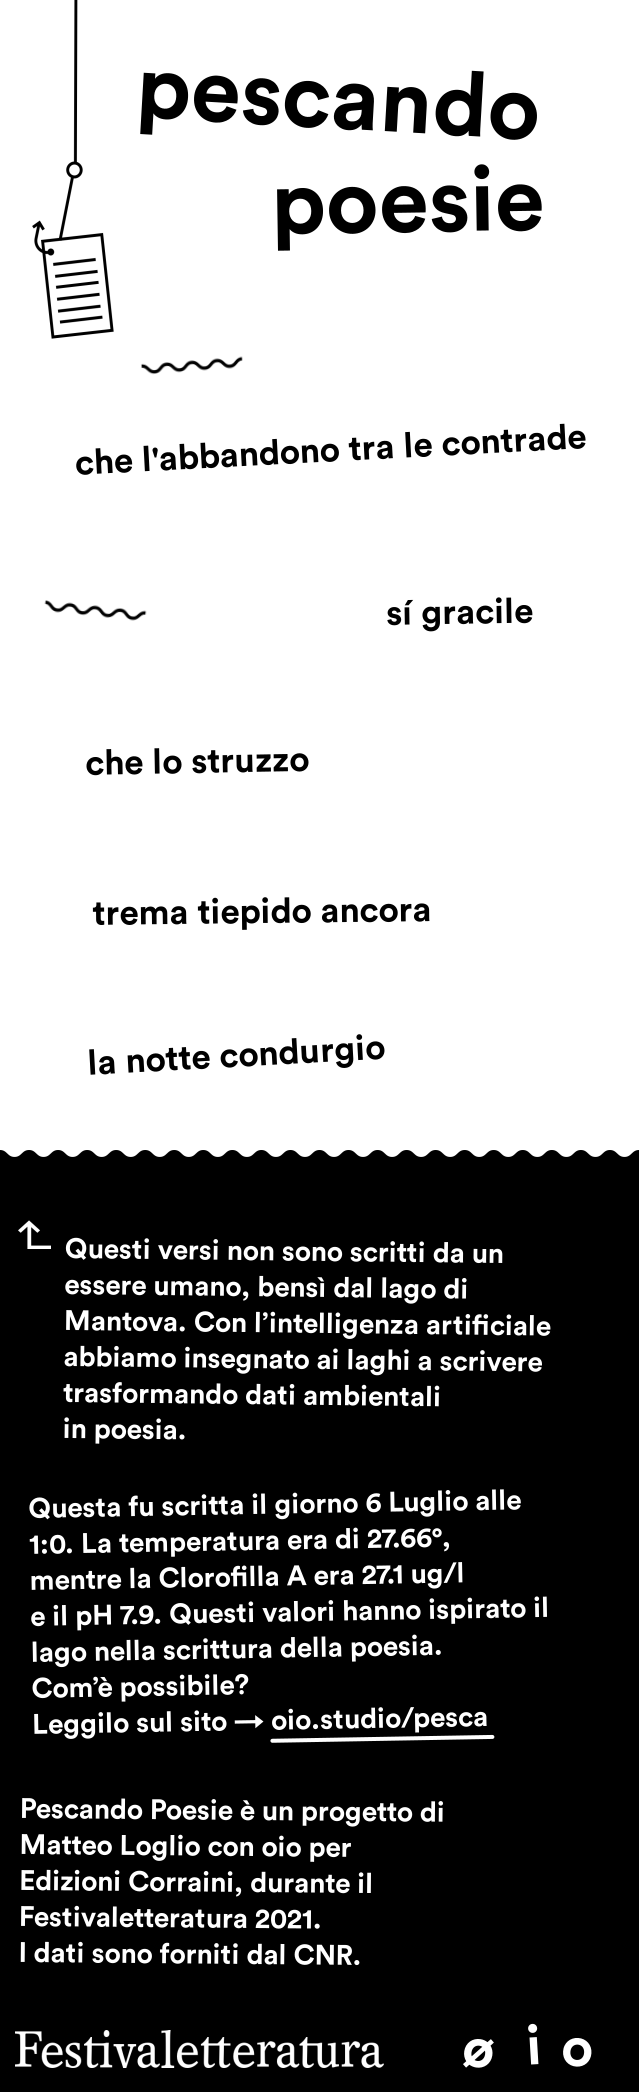 pescando
poesie
che l'abbandono tra le contrade
sí gracile
che lo struzzo
trema tiepido ancora
la notte condurgio
Questi versi non sono scritti da un
essere umano, bensì dal lago di
Mantova. Con l’intelligenza artificiale
abbiamo insegnato ai laghi a scrivere
trasformando dati ambientali
in poesia.
Questa fu scritta il giorno 6 Luglio alle
1:0. La temperatura era di 27.66°,
mentre la Clorofilla A era 27.1 ug/l
e il pH 7.9. Questi valori hanno ispirato il
lago nella scrittura della poesia.
Com’è possibile?
Leggilo sul sito → oio.studio/pesca
Pescando Poesie è un progetto di
Matteo Loglio con oio per
Edizioni Corraini, durante il
Festivaletteratura 2021.
I dati sono forniti dal CNR.
Festivaletteratura ø i o